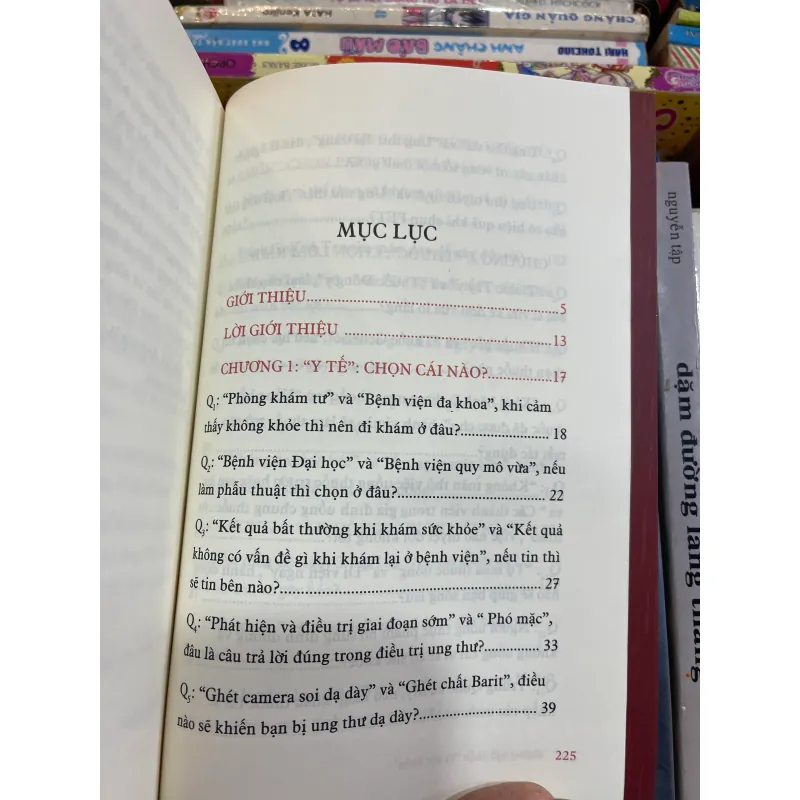 CHÀNG QUẢN GIA
ANH CHÀNG BẢO MẪU
HARI TOKEINO
nguyễn tập
dặm đường lang thang
MỤC LỤC
GIỚI THIỆU....................5
LỜI GIỚI THIỆU ....................13
CHƯƠNG 1: “Y TẾ”: CHỌN CÁI NÀO?....................17
Q1: “Phòng khám tư” và “Bệnh viện đa khoa”, khi cảm
thấy không khỏe thì nên đi khám ở đâu?.................... 18
Q2: “Bệnh viện Đại học” và “Bệnh viện quy mô vừa”, nếu
làm phẫu thuật thì chọn ở đâu?.................... 22
Q3: “Kết quả bất thường khi khám sức khỏe” và “Kết quả
không có vấn đề gì khi khám lại ở bệnh viện”, nếu tin thì
sẽ tin bên nào?.................... 27
Q4: “Phát hiện và điều trị giai đoạn sớm” và “ Phó mặc”,
đâu là câu trả lời đúng trong điều trị ung thư?.................... 33
Q5: “Ghét camera soi dạ dày” và “Ghét chất Barit”, điều
nào sẽ khiến bạn bị ung thư dạ dày?.................... 39
225